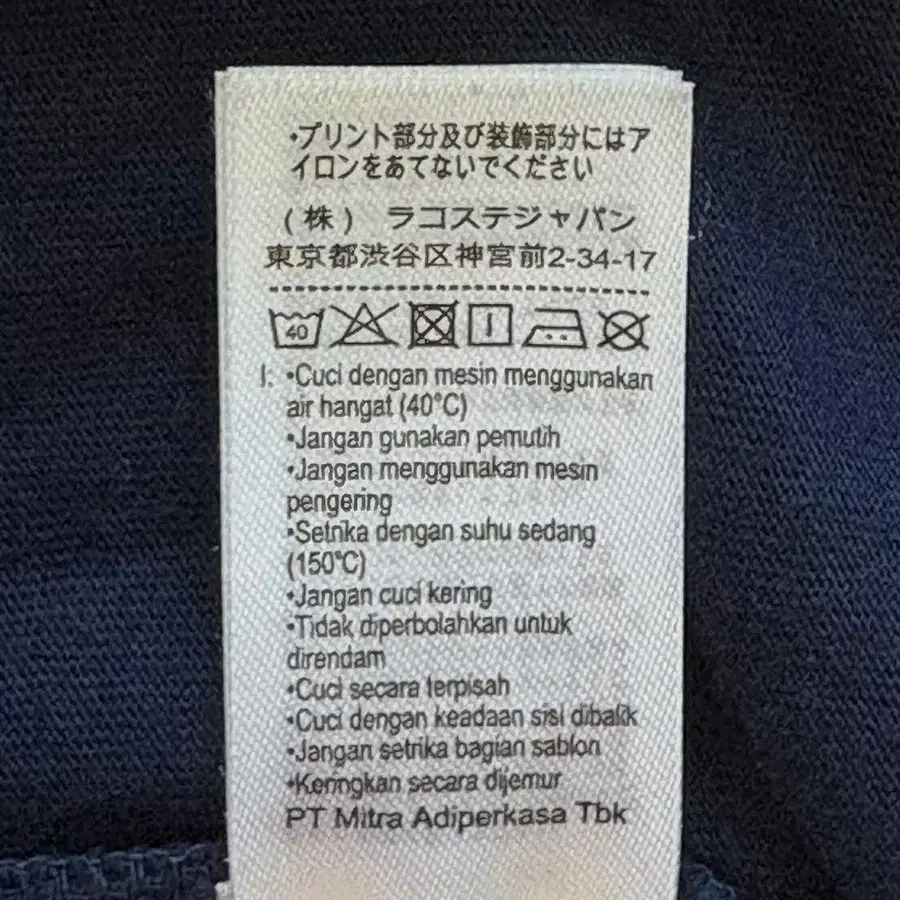 •プリント部分及び装飾部分にはア
イロンをあてないでください
(株) ラコステジャパン
東京都渋谷区神宮前2-34-17
40
I: •Cuci dengan mesin menggunakan
air hangat (40°C)
•Jangan gunakan pemutih
•Jangan menggunakan mesin
pengering
•Setrika dengan suhu sedang
(150°C)
•Jangan cuci kering
•Tidak diperbolahkan untuk
direndam
•Cuci secara terpisah
•Cuci dengan keadaan sisi dibalik
•Jangan setrika bagian sablon
•Keringkan secara dijemur
PT Mitra Adiperkasa Tbk